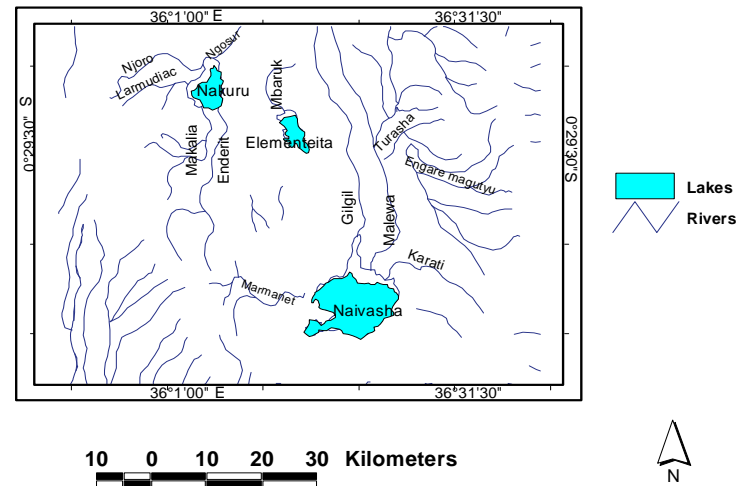 36°1'00" E
36°31'30"
Njoro
Ngosur
Larmudiac
Nakuru
Mbaruk
Turasha
0°29'30" S
0°29'30" S
Makalia
Enderit
Elementeita
Engare magutyu
Gilgil
Malewa
Karati
Marmanet
Naivasha
36°1'00" E
36°31'30"
Lakes
Rivers
10 0 10 20 30 Kilometers
N